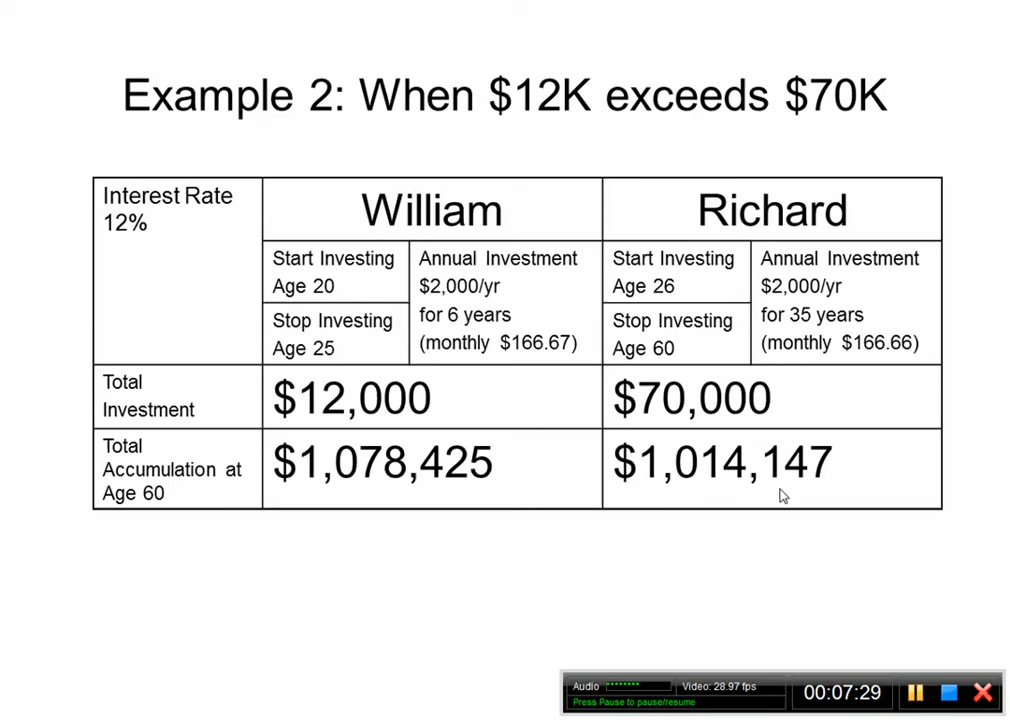 Example 2: When $12K exceeds $70K
Interest Rate
12%
William
Richard
Start Investing
Age 20
Stop Investing
Age 25
Annual Investment
$2,000/yr
for 6 years
(monthly $166.67)
Start Investing
Age 26
Stop Investing
Age 60
Annual Investment
$2,000/yr
for 35 years
(monthly $166.66)
Total
Investment
$12,000
$70,000
Total
Accumulation at
Age 60
$1,078,425
$1,014,147
Audio
Video: 28.97 fps
Press Pause to pause/resume
00:07:29